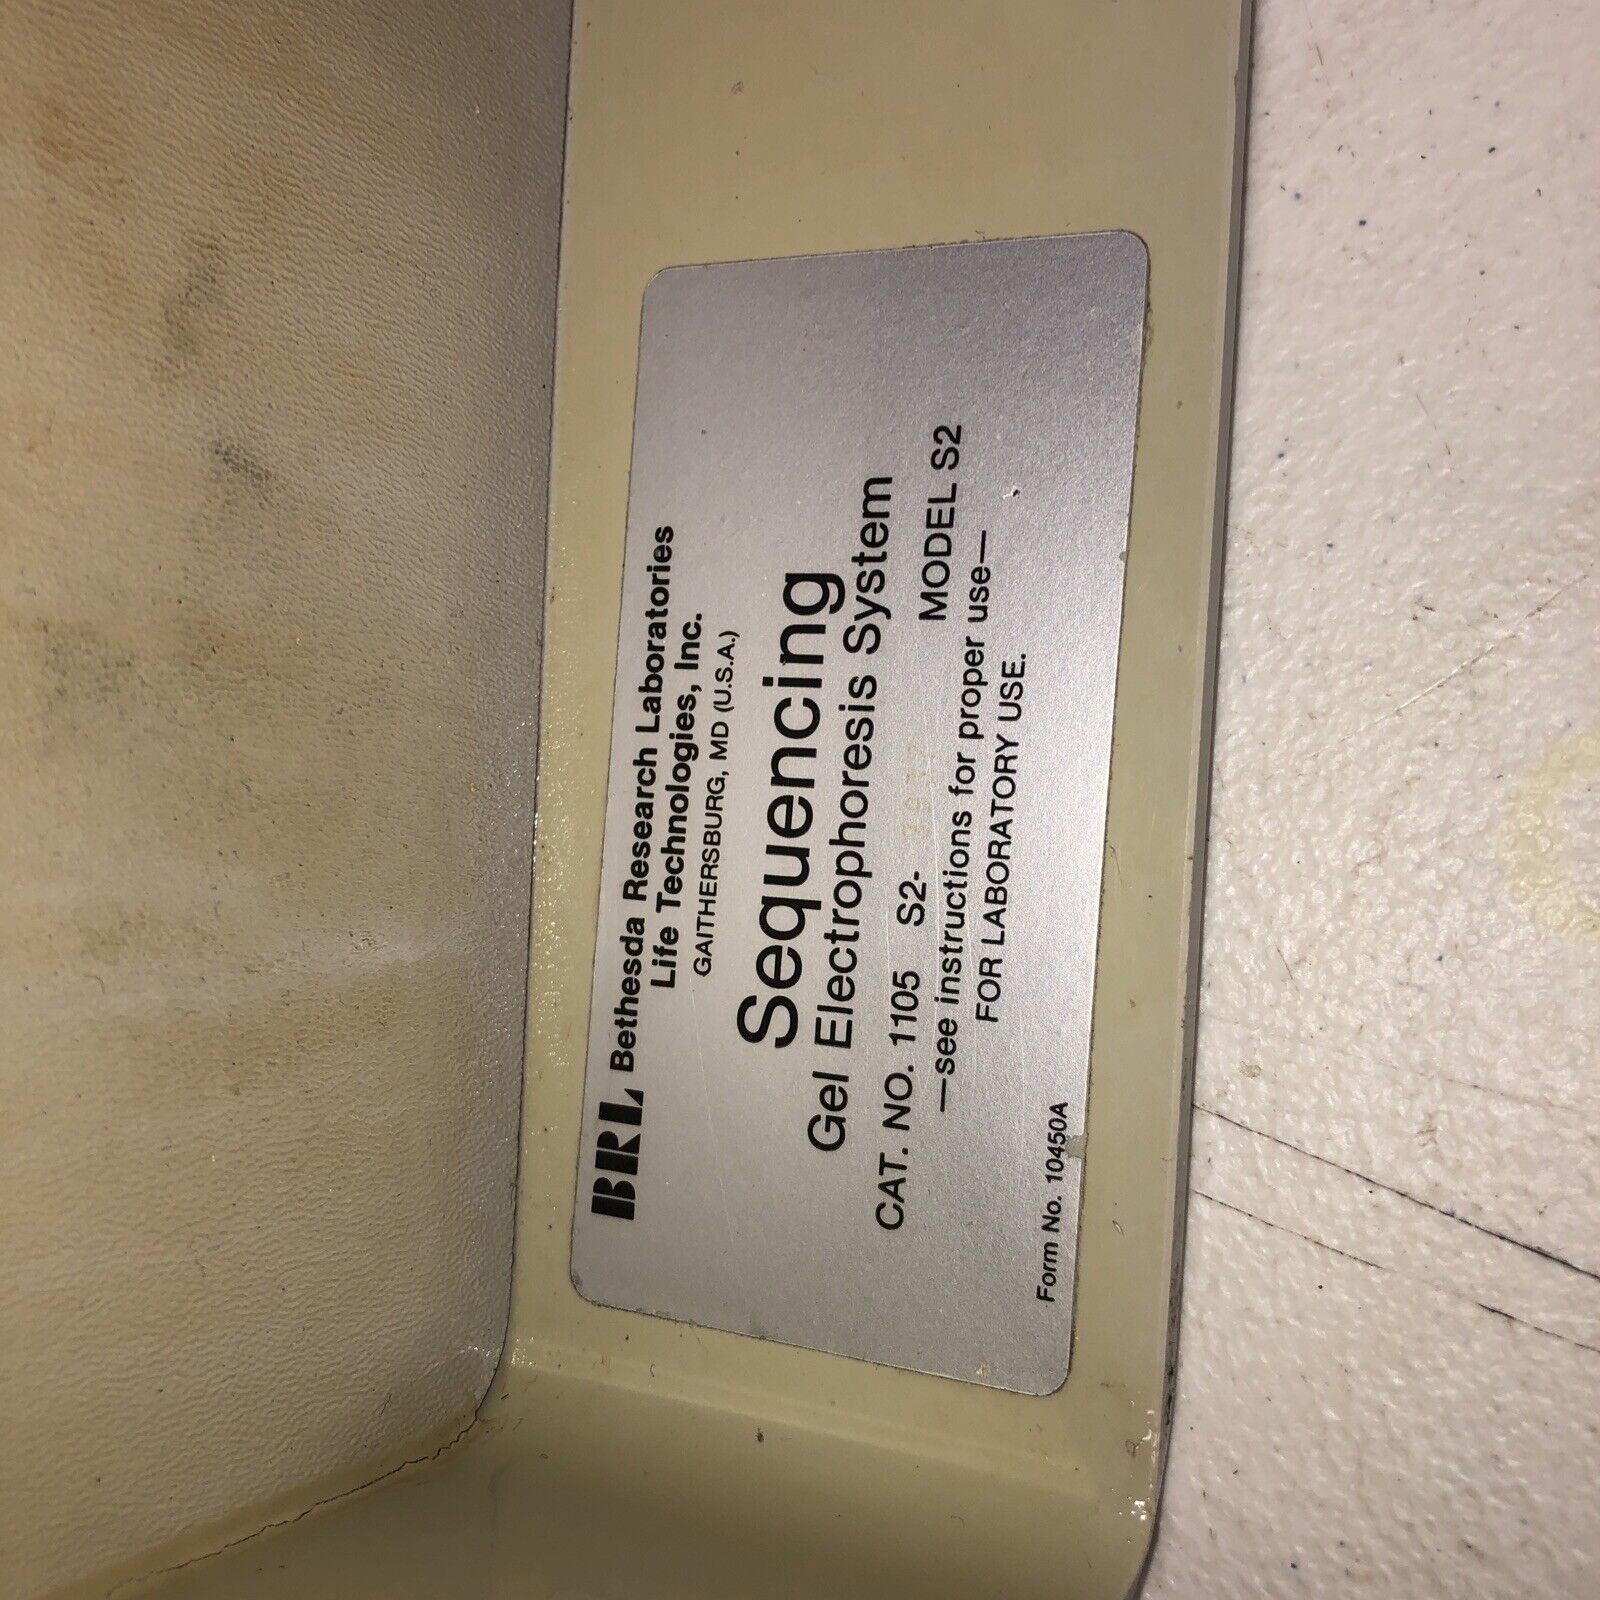 BRL Bethesda Research Laboratories
Life Technologies, Inc.
GAITHERSBURG, MD (U.S.A.)
Sequencing
Gel Electrophoresis System
CAT. NO. 1105 S2- MODEL S2
—see instructions for proper use—
FOR LABORATORY USE.
Form No. 10450A